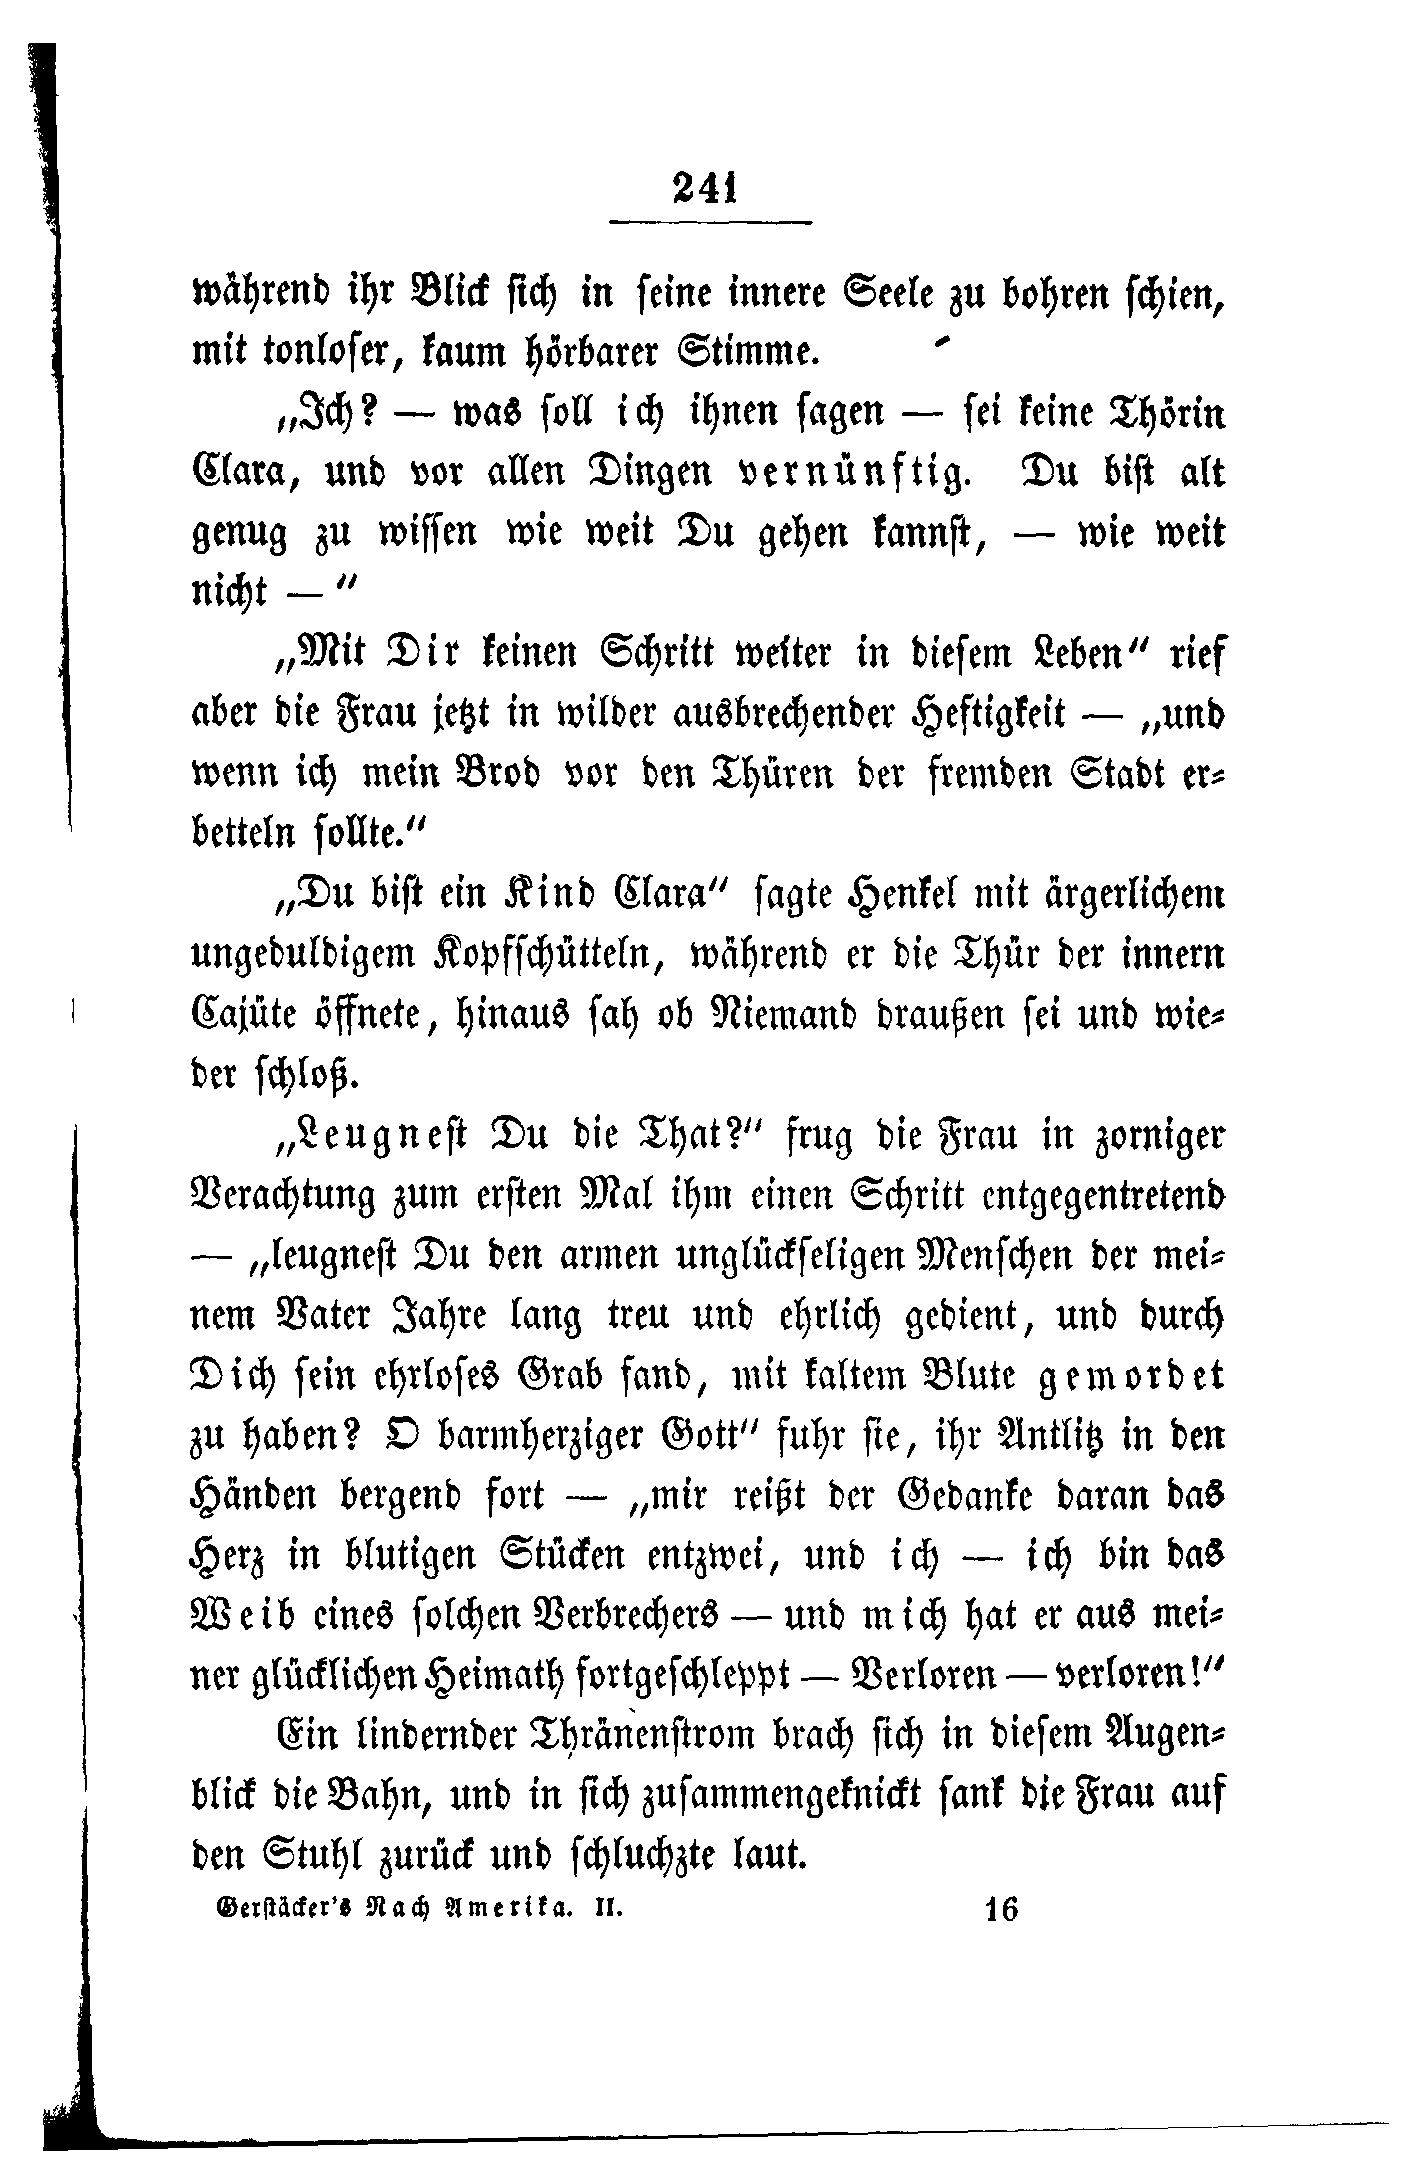 241
während ihr Blick sich in seine innere Seele zu bohren schien,
mit tonloser, kaum hörbarer Stimme.
„Ich? — was soll ich ihnen sagen — sei keine Thörin
Clara, und vor allen Dingen vernünftig. Du bist alt
genug zu wissen wie weit Du gehen kannst, — wie weit
nicht —“
„Mit Dir keinen Schritt weiter in diesem Leben“ rief
aber die Frau jetzt in wilder ausbrechender Heftigkeit — „und
wenn ich mein Brod vor den Thüren der fremden Stadt er-
betteln sollte.“
„Du bist ein Kind Clara“ sagte Henkel mit ärgerlichem
ungeduldigem Kopfschütteln, während er die Thür der innern
Cajüte öffnete, hinaus sah ob Niemand draußen sei und wie-
der schloß.
„Leugnest Du die That?“ frug die Frau in zorniger
Verachtung zum ersten Mal ihm einen Schritt entgegentretend
— „leugnest Du den armen unglückseligen Menschen der mei-
nem Vater Jahre lang treu und ehrlich gedient, und durch
Dich sein ehrloses Grab fand, mit kaltem Blute gemordet
zu haben? O barmherziger Gott“ fuhr sie, ihr Antlitz in den
Händen bergend fort — „mir reißt der Gedanke daran das
Herz in blutigen Stücken entzwei, und ich — ich bin das
Weib eines solchen Verbrechers — und mich hat er aus mei-
ner glücklichen Heimath fortgeschleppt — Verloren — verloren!“
Ein lindernder Thränenstrom brach sich in diesem Augen-
blick die Bahn, und in sich zusammengeknickt sank die Frau auf
den Stuhl zurück und schluchzte laut.
Gerstäcker's Nach Amerika. II. 16